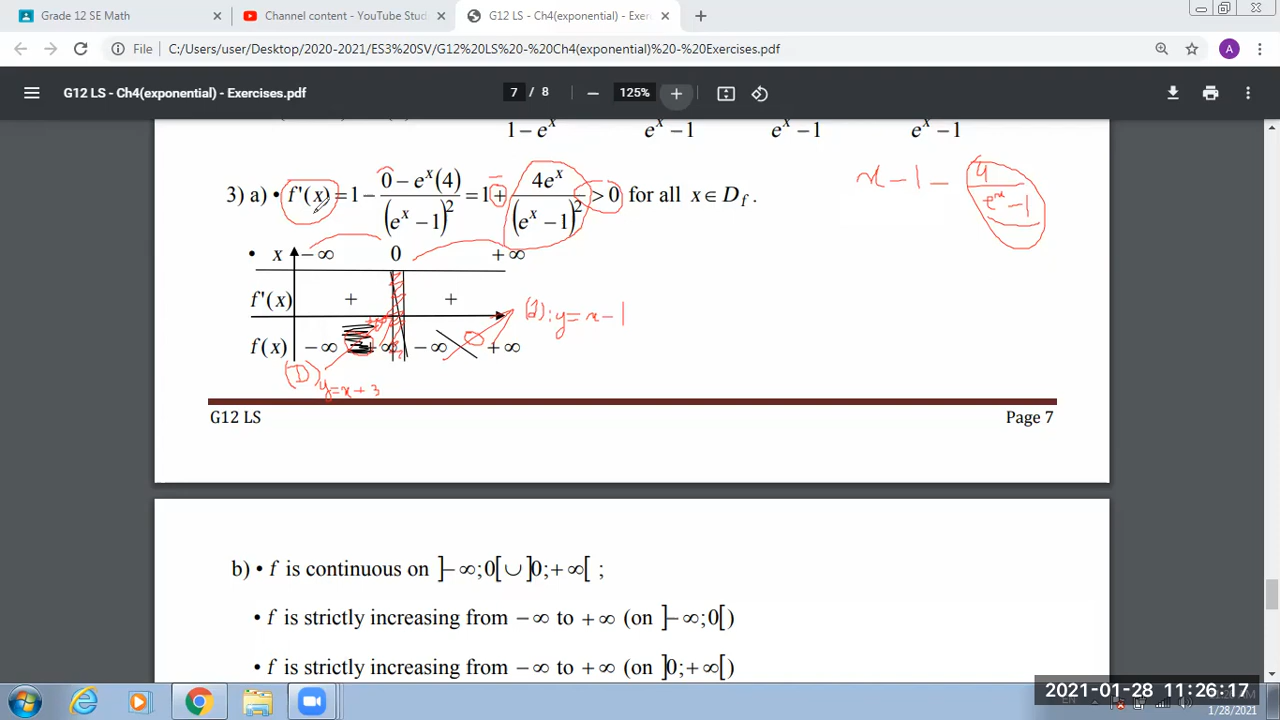 Grade 12 SE Math
Channel content - YouTube Stud
G12 LS - Ch4(exponential) - Exer
File C:/Users/user/Desktop/2020-2021/ES3%20SV/G12%20LS%20-%20Ch4(exponential)%20-%20Exercises.pdf
A
G12 LS - Ch4(exponential) - Exercises.pdf
7 / 8 125%
1 − e^x e^x − 1 e^x − 1 e^x − 1
3) a) • f'(x) = 1 − (0 − e^x(4))/(e^x − 1)^2 = 1 + 4e^x/(e^x − 1)^2 > 0 for all x ∈ D_f .
x − 1 − 4/(e^x − 1)
• x −∞ 0 +∞
f'(x) + +
(d): y = x − 1
f(x) −∞ +∞ −∞ +∞
(D) y = x + 3
G12 LS Page 7
b) • f is continuous on ]−∞;0[ ∪ ]0;+∞[ ;
• f is strictly increasing from −∞ to +∞ (on ]−∞;0[)
• f is strictly increasing from −∞ to +∞ (on ]0;+∞[)
2021-01-28 11:26:17
EN
1/28/2021